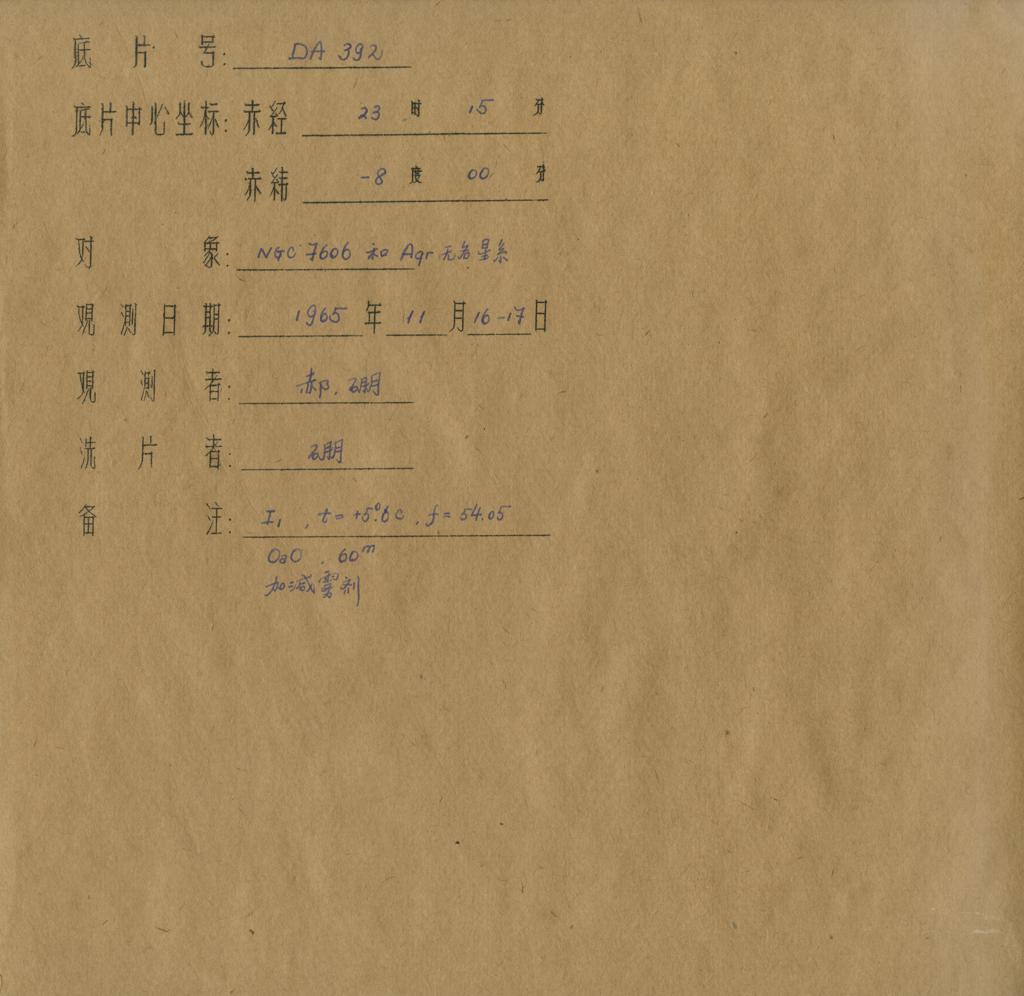 底片号: DA 392
底片中心坐标: 赤经 23 时 15 分
赤纬 -8 度 00 分
对象: NGC 7606 和 Aqr 无名星系
观测日期: 1965 年 11 月 16-17 日
观测者: 郝. 硼
洗片者: 硼
备注: I₁ , t = +5°.6c , f = 54.05
OaO . 60ᵐ
加减雾剂